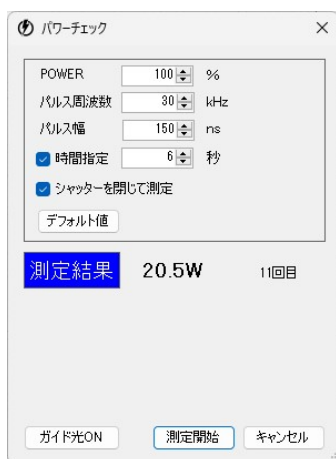 パワーチェック
POWER 100 %
パルス周波数 30 kHz
パルス幅 150 ns
時間指定 6 秒
シャッターを閉じて測定
デフォルト値
測定結果 20.5W 11回目
ガイド光ON 測定開始 キャンセル